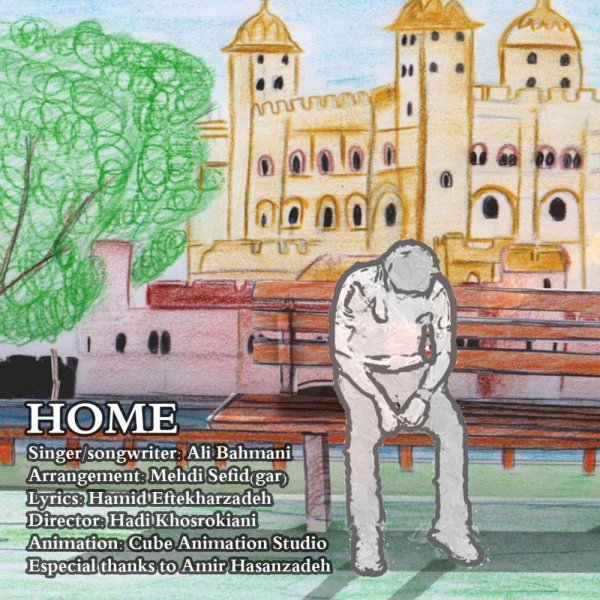 HOME
Singer/songwriter: Ali Bahmani
Arrangement: Mehdi Sefid(gar)
Lyrics: Hamid Eftekharzadeh
Director: Hadi Khosrokiani
Animation: Cube Animation Studio
Especial thanks to Amir Hasanzadeh